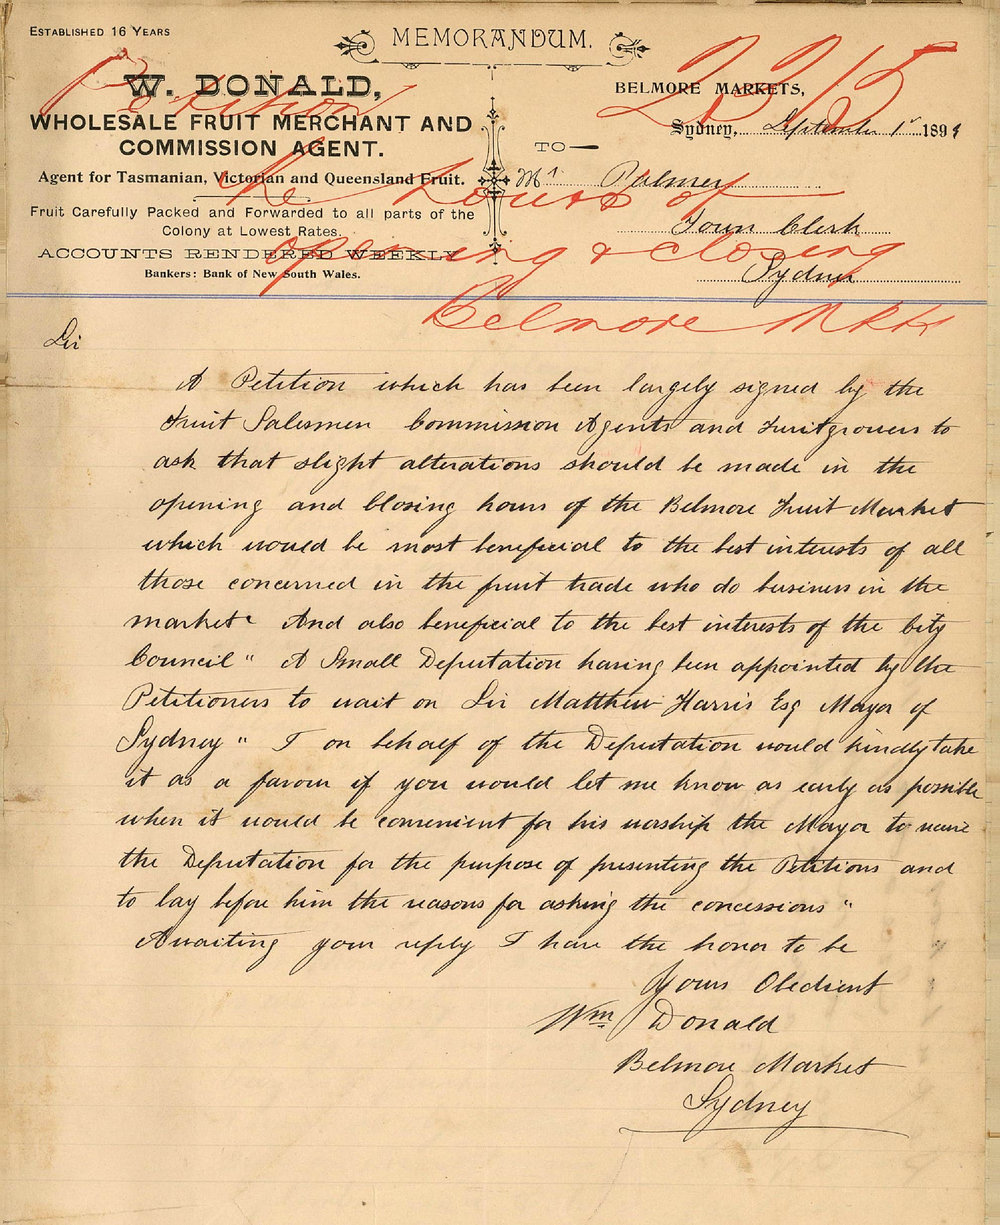 ESTABLISHED 16 YEARS
MEMORANDUM.
2315
W. DONALD,
WHOLESALE FRUIT MERCHANT AND
COMMISSION AGENT.
Agent for Tasmanian, Victorian and Queensland Fruit.
Fruit Carefully Packed and Forwarded to all parts of the
Colony at Lowest Rates.
ACCOUNTS RENDERED WEEKLY
Bankers: Bank of New South Wales.
BELMORE MARKETS,
Sydney, September 1st 1899
TO—
Mr Palmer
Town Clerk
Sydney
Petition
Re hours of
opening & closing
Belmore Mkts
Sir
A Petition which has been largely signed by the
Fruit Salesmen Commission Agents and Fruitgrowers to
ask that slight alterations should be made in the
opening and Closing hours of the Belmore Fruit Market
which would be most beneficial to the best interests of all
those concerned in the fruit trade who do business in the
market" And also beneficial to the best interests of the City
Council" A Small Deputation having been appointed by the
Petitioners to wait on Sir Matthew Harris Esq Mayor of
Sydney" I on behalf of the Deputation would kindly take
it as a favour if you would let me know as early as possible
when it would be convenient for his worship the Mayor to
the Deputation for the purpose of presenting the Petitions and
to lay before him the reasons for asking the concessions"
Awaiting your reply I have the honor to be
Yours Obedient
Wm Donald
Belmore Market
Sydney